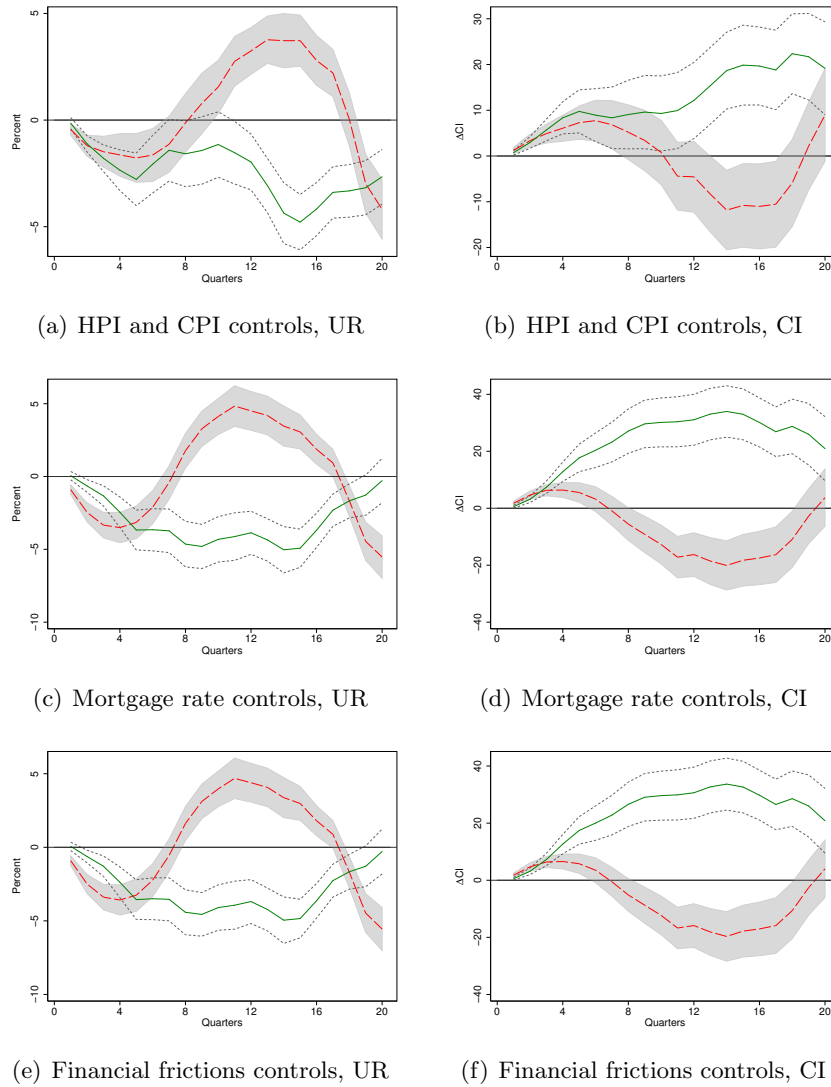 5
0
−5
Percent
0 4 8 12 16 20
Quarters
(a) HPI and CPI controls, UR
30
20
10
0
−10
−20
ΔCI
0 4 8 12 16 20
Quarters
(b) HPI and CPI controls, CI
5
0
−5
−10
Percent
0 4 8 12 16 20
Quarters
(c) Mortgage rate controls, UR
40
20
0
−20
−40
ΔCI
0 4 8 12 16 20
Quarters
(d) Mortgage rate controls, CI
5
0
−5
−10
Percent
0 4 8 12 16 20
Quarters
(e) Financial frictions controls, UR
40
20
0
−20
−40
ΔCI
0 4 8 12 16 20
Quarters
(f) Financial frictions controls, CI